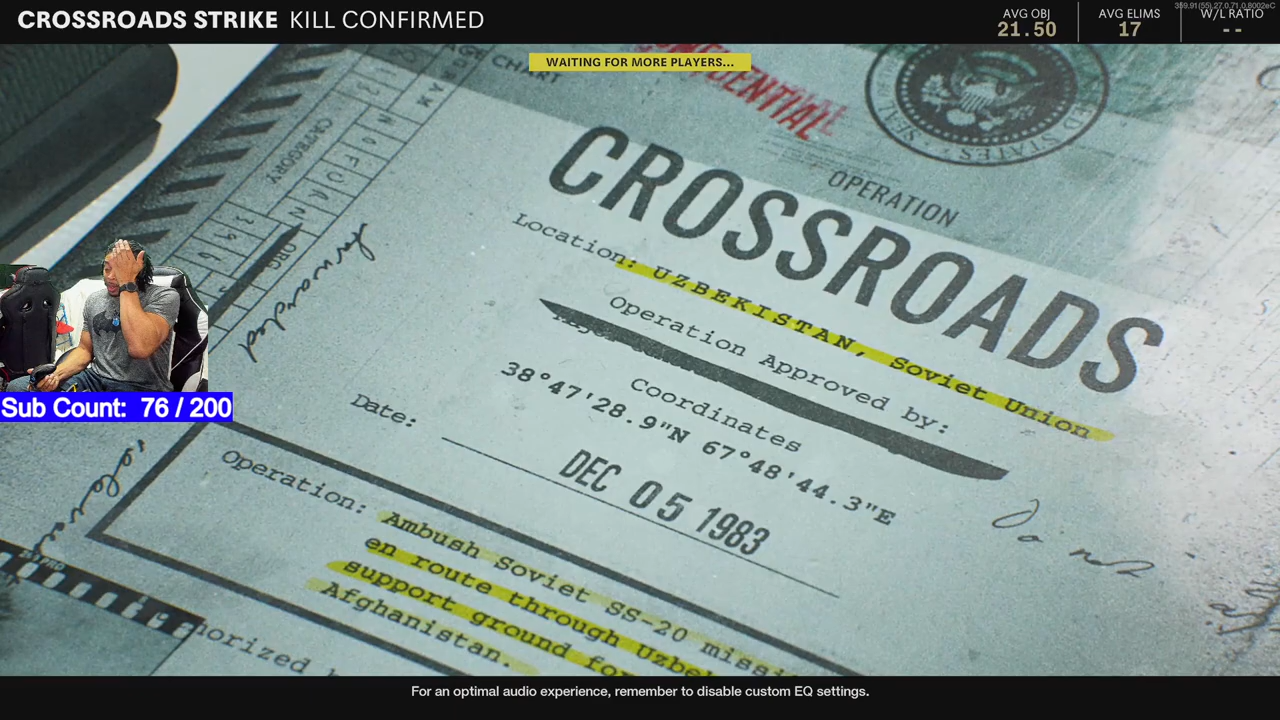 CROSSROADS STRIKE KILL CONFIRMED
AVG OBJ
21.50
AVG ELIMS
17
W/L RATIO
--
WAITING FOR MORE PLAYERS...
CHART
CATEGORY
OPERATION
CROSSROADS
Location: UZBEKISTAN, Soviet Union
Operation Approved by:
Coordinates
38°47'28.9"N 67°48'44.3"E
Date:
DEC 05 1983
Do not
Operation: Ambush Soviet SS-20
en route through
support ground
Afghanistan.
Sub Count: 76 / 200
For an optimal audio experience, remember to disable custom EQ settings.